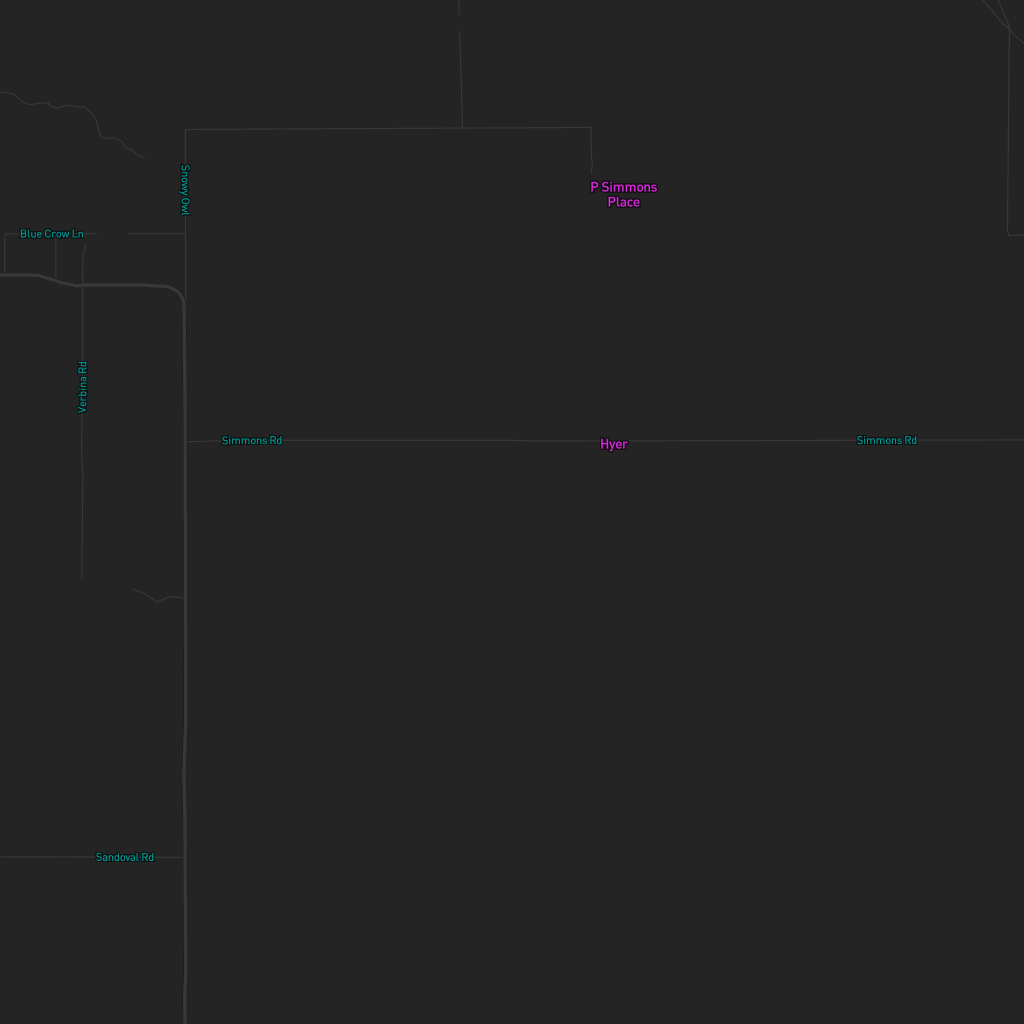 Snowy Owl
P Simmons
Place
Blue Crow Ln
Verbina Rd
Simmons Rd
Hyer
Simmons Rd
Sandoval Rd